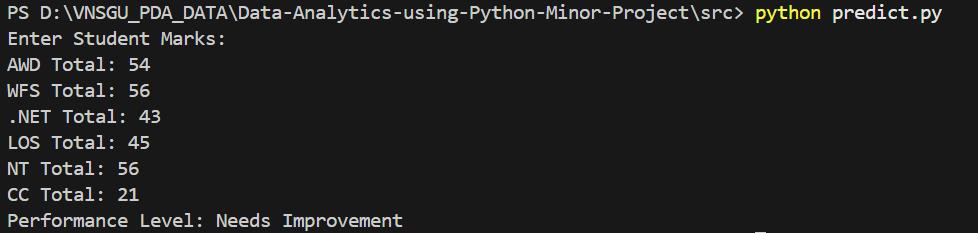 PS D:\VNSGU_PDA_DATA\Data-Analytics-using-Python-Minor-Project\src> python predict.py
Enter Student Marks:
AWD Total: 54
WFS Total: 56
.NET Total: 43
LOS Total: 45
NT Total: 56
CC Total: 21
Performance Level: Needs Improvement